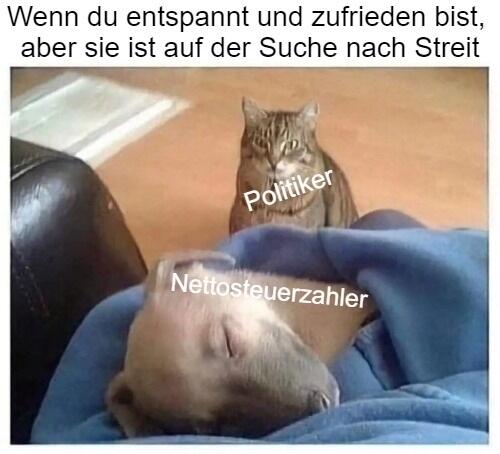 Wenn du entspannt und zufrieden bist,
aber sie ist auf der Suche nach Streit
Politiker
Nettosteuerzahler